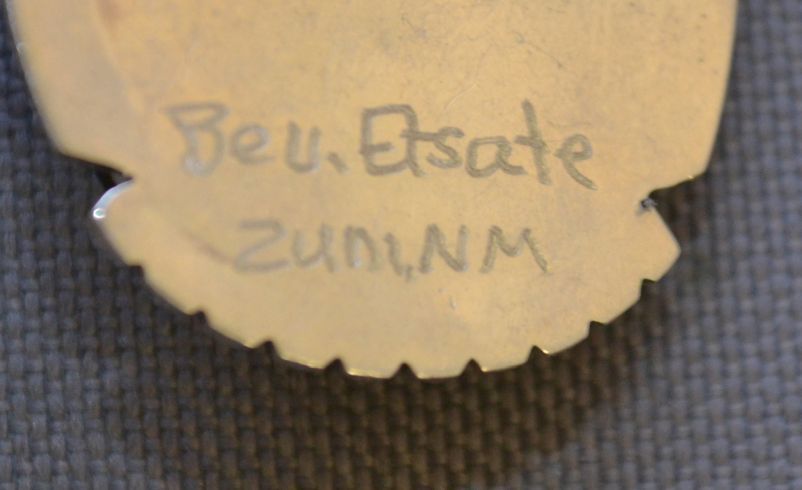 Bev. Etsate
ZUNI, NM